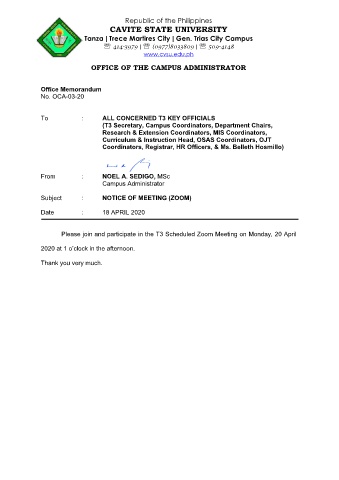 Republic of the Philippines
CAVITE STATE UNIVERSITY
Tanza | Trece Martires City | Gen. Trias City Campus
☏ 414-3979 | ☏ (0977)8033809 | ☏ 509-4148
www.cvsu.edu.ph
OFFICE OF THE CAMPUS ADMINISTRATOR
Office Memorandum
No. OCA-03-20
To : ALL CONCERNED T3 KEY OFFICIALS
(T3 Secretary, Campus Coordinators, Department Chairs,
Research & Extension Coordinators, MIS Coordinators,
Curriculum & Instruction Head, OSAS Coordinators, OJT
Coordinators, Registrar, HR Officers, & Ms. Belleth Hosmillo)
From : NOEL A. SEDIGO, MSc
Campus Administrator
Subject : NOTICE OF MEETING (ZOOM)
Date : 18 APRIL 2020
Please join and participate in the T3 Scheduled Zoom Meeting on Monday, 20 April
2020 at 1 o'clock in the afternoon.
Thank you very much.